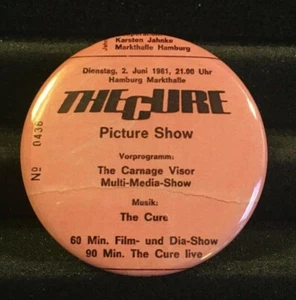 Karsten Jahnke
Markthalle Hamburg
Dienstag, 2. Juni 1981, 21.00 Uhr
Hamburg Markthalle
THE CURE
Picture Show
Vorprogramm:
The Carnage Visor
Multi-Media-Show
Musik:
The Cure
60 Min. Film- und Dia-Show
90 Min. The Cure live
No 0436